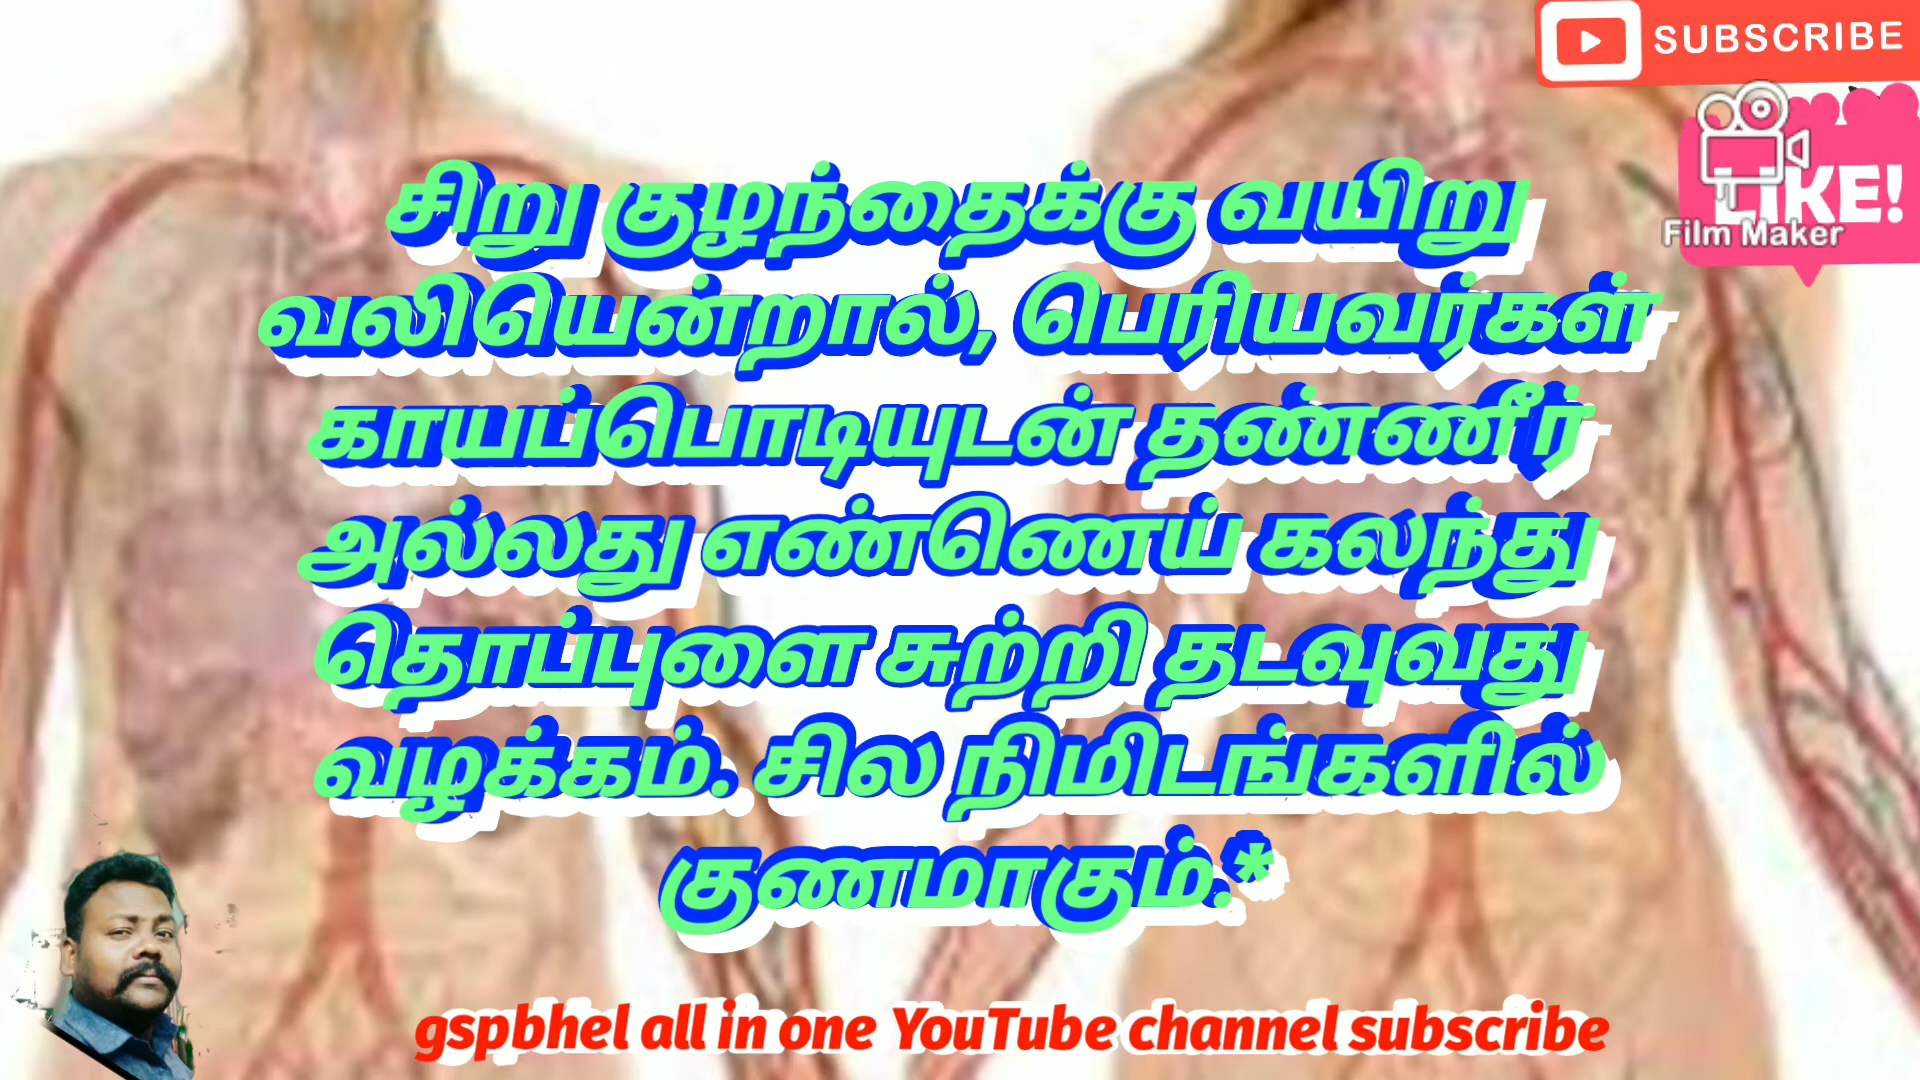 SUBSCRIBE
LIKE!
Film Maker
சிறு குழந்தைக்கு வயிறு
வலியென்றால், பெரியவர்கள்
காயப்பொடியுடன் தண்ணீர்
அல்லது எண்ணெய் கலந்து
தொப்புளை சுற்றி தடவுவது
வழக்கம். சில நிமிடங்களில்
குணமாகும்.*
gspbhel all in one YouTube channel subscribe